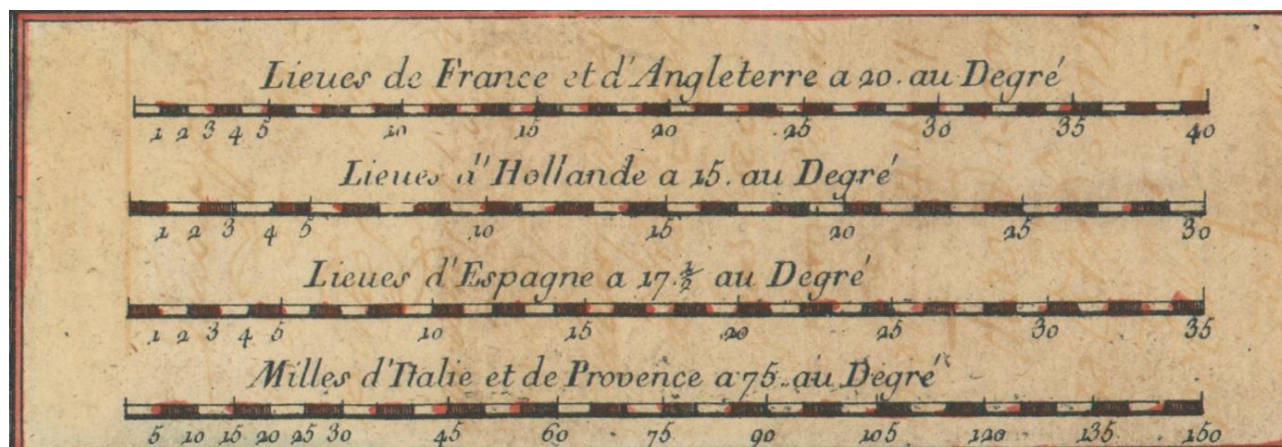 Lieues de France et d'Angleterre a 20. au Degré
1 2 3 4 5 10 15 20 25 30 35 40
Lieues d'Hollande a 15. au Degré
1 2 3 4 5 10 15 20 25 30
Lieues d'Espagne a 17.½ au Degré
1 2 3 4 5 10 15 20 25 30 35
Milles d'Italie et de Provence a 75. au Degré
5 10 15 20 25 30 45 60 75 90 105 120 135 150